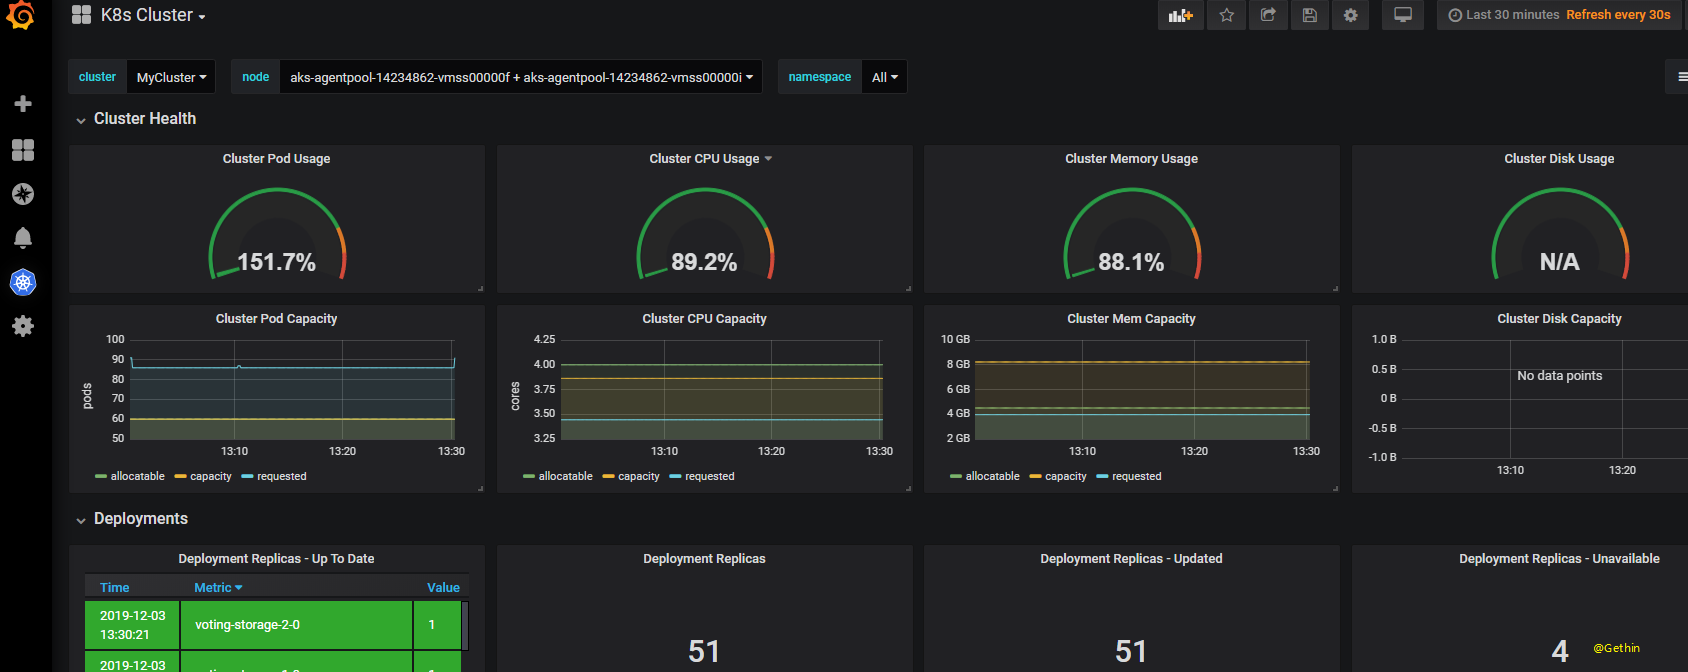 K8s Cluster
Last 30 minutes Refresh every 30s
cluster MyCluster node aks-agentpool-14234862-vmss00000f + aks-agentpool-14234862-vmss00000i namespace All
Cluster Health
Cluster Pod Usage
151.7%
Cluster CPU Usage
89.2%
Cluster Memory Usage
88.1%
Cluster Disk Usage
N/A
Cluster Pod Capacity
100
90
80
70
60
50
pods
13:10 13:20 13:30
allocatable capacity requested
Cluster CPU Capacity
4.25
4.00
3.75
3.50
3.25
cores
13:10 13:20 13:30
allocatable capacity requested
Cluster Mem Capacity
10 GB
8 GB
6 GB
4 GB
2 GB
13:10 13:20 13:30
allocatable capacity requested
Cluster Disk Capacity
1.0 B
0.5 B
0 B
-0.5 B
-1.0 B
No data points
13:10 13:20
Deployments
Deployment Replicas - Up To Date
Time Metric Value
2019-12-03
13:30:21
voting-storage-2-0
1
2019-12-03
Deployment Replicas
51
Deployment Replicas - Updated
51
Deployment Replicas - Unavailable
4
@Gethin